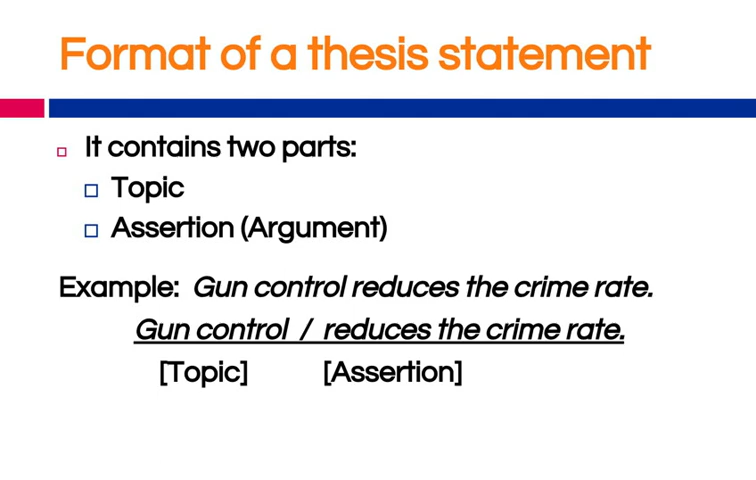 Format of a thesis statement
It contains two parts:
Topic
Assertion (Argument)
Example: Gun control reduces the crime rate.
Gun control / reduces the crime rate.
[Topic] [Assertion]